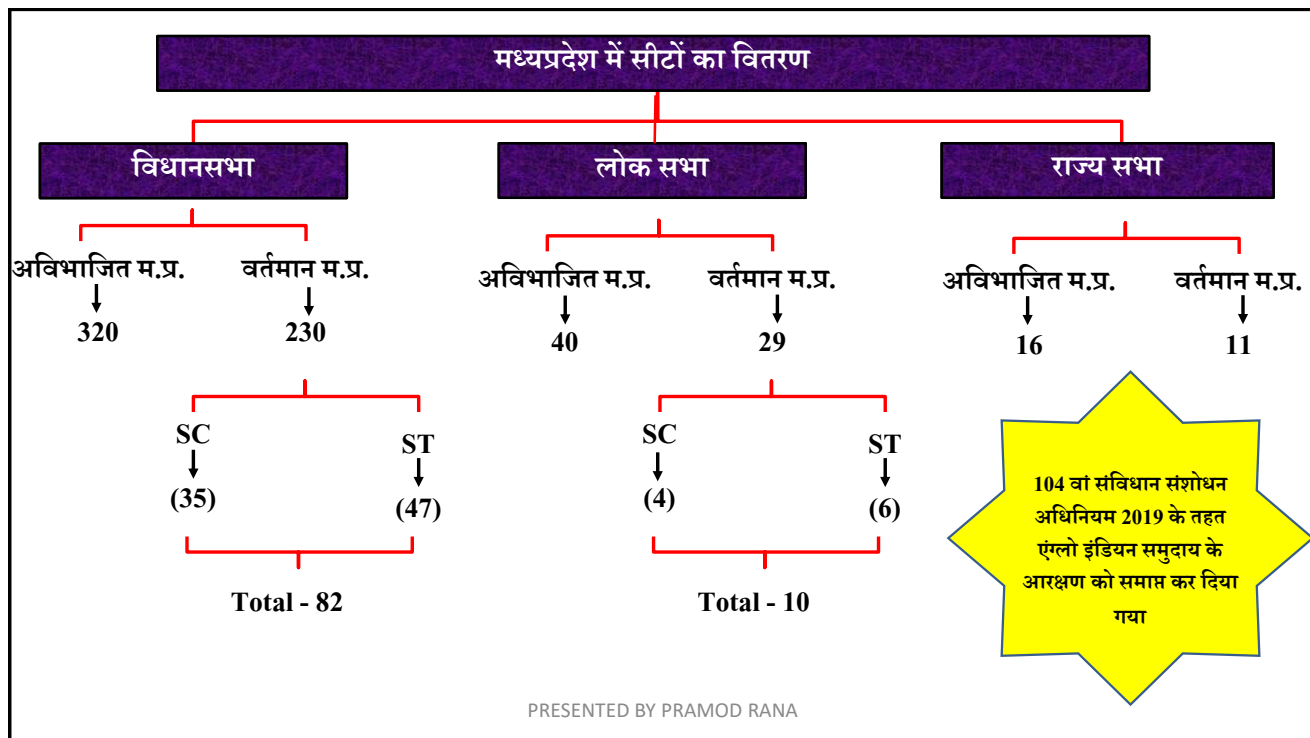 मध्यप्रदेश में सीटों का वितरण
विधानसभा
लोक सभा
राज्य सभा
अविभाजित म.प्र.
वर्तमान म.प्र.
अविभाजित म.प्र.
वर्तमान म.प्र.
अविभाजित म.प्र.
वर्तमान म.प्र.
320
230
40
29
16
11
SC
ST
SC
ST
(35)
(47)
(4)
(6)
Total - 82
Total - 10
104 वां संविधान संशोधन
अधिनियम 2019 के तहत
एंग्लो इंडियन समुदाय के
आरक्षण को समाप्त कर दिया
गया
PRESENTED BY PRAMOD RANA